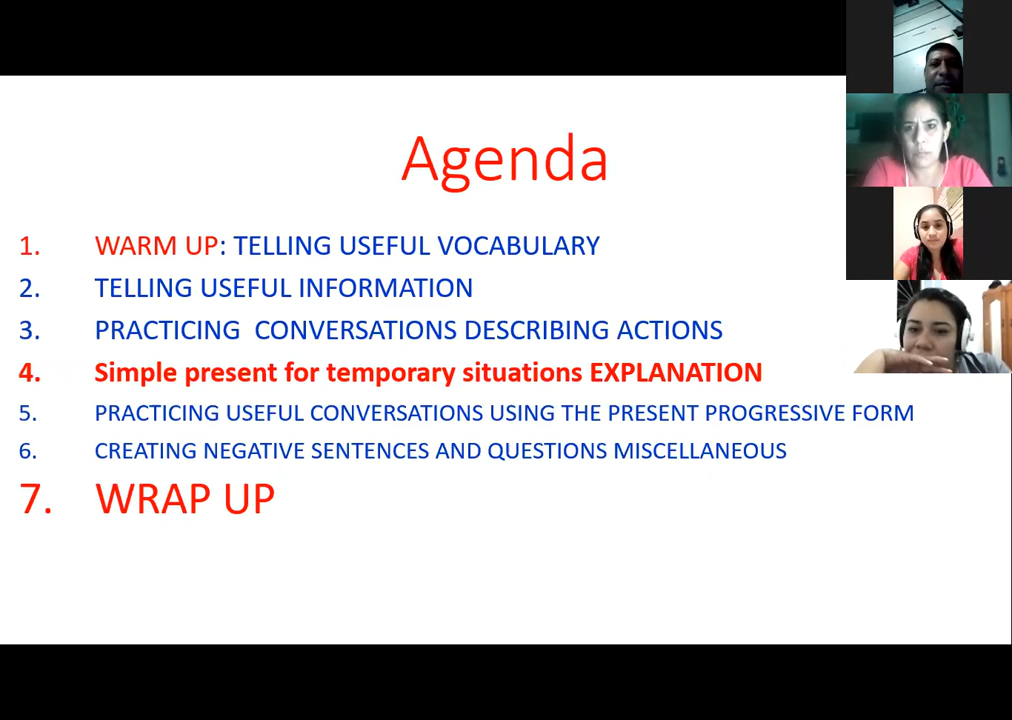 Agenda
1. WARM UP: TELLING USEFUL VOCABULARY
2. TELLING USEFUL INFORMATION
3. PRACTICING CONVERSATIONS DESCRIBING ACTIONS
4. Simple present for temporary situations EXPLANATION
5. PRACTICING USEFUL CONVERSATIONS USING THE PRESENT PROGRESSIVE FORM
6. CREATING NEGATIVE SENTENCES AND QUESTIONS MISCELLANEOUS
7. WRAP UP